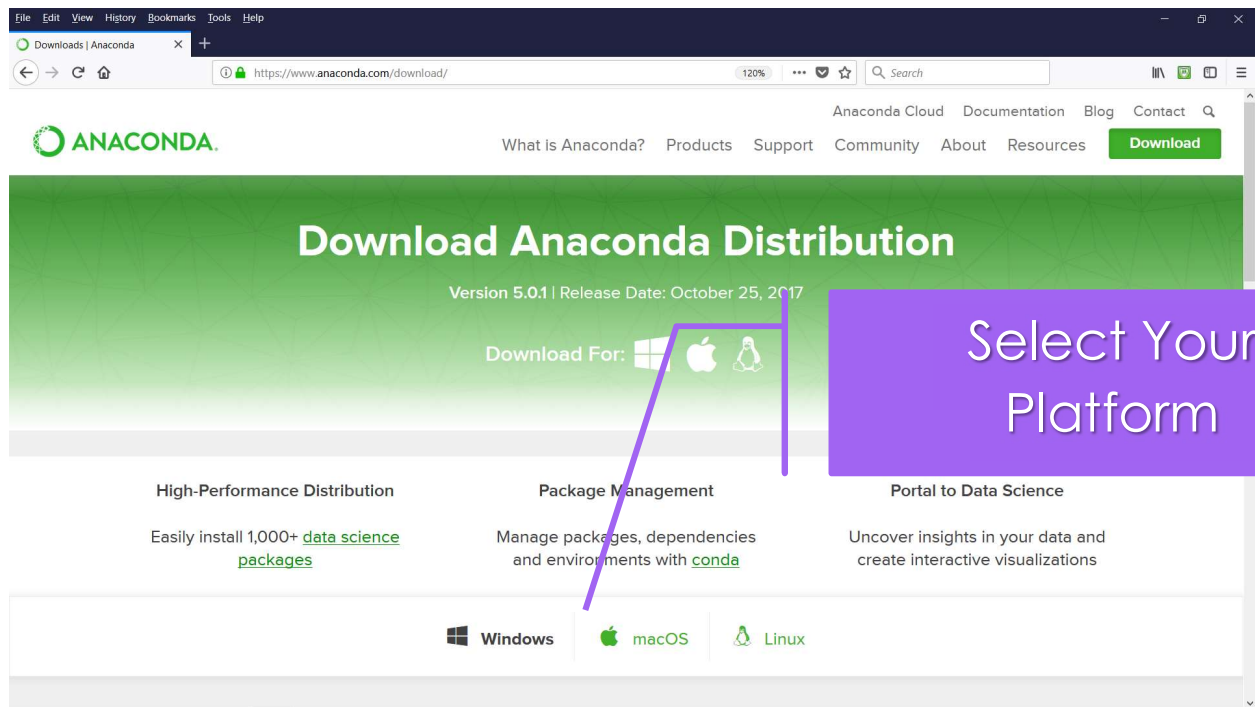 File Edit View History Bookmarks Tools Help
Downloads | Anaconda
https://www.anaconda.com/download/
120%
Search
Anaconda Cloud Documentation Blog Contact
ANACONDA.
What is Anaconda? Products Support Community About Resources Download
Download Anaconda Distribution
Version 5.0.1 | Release Date: October 25, 2017
Download For:
Select Your
Platform
High-Performance Distribution
Easily install 1,000+ data science
packages
Package Management
Manage packages, dependencies
and environments with conda
Portal to Data Science
Uncover insights in your data and
create interactive visualizations
Windows macOS Linux